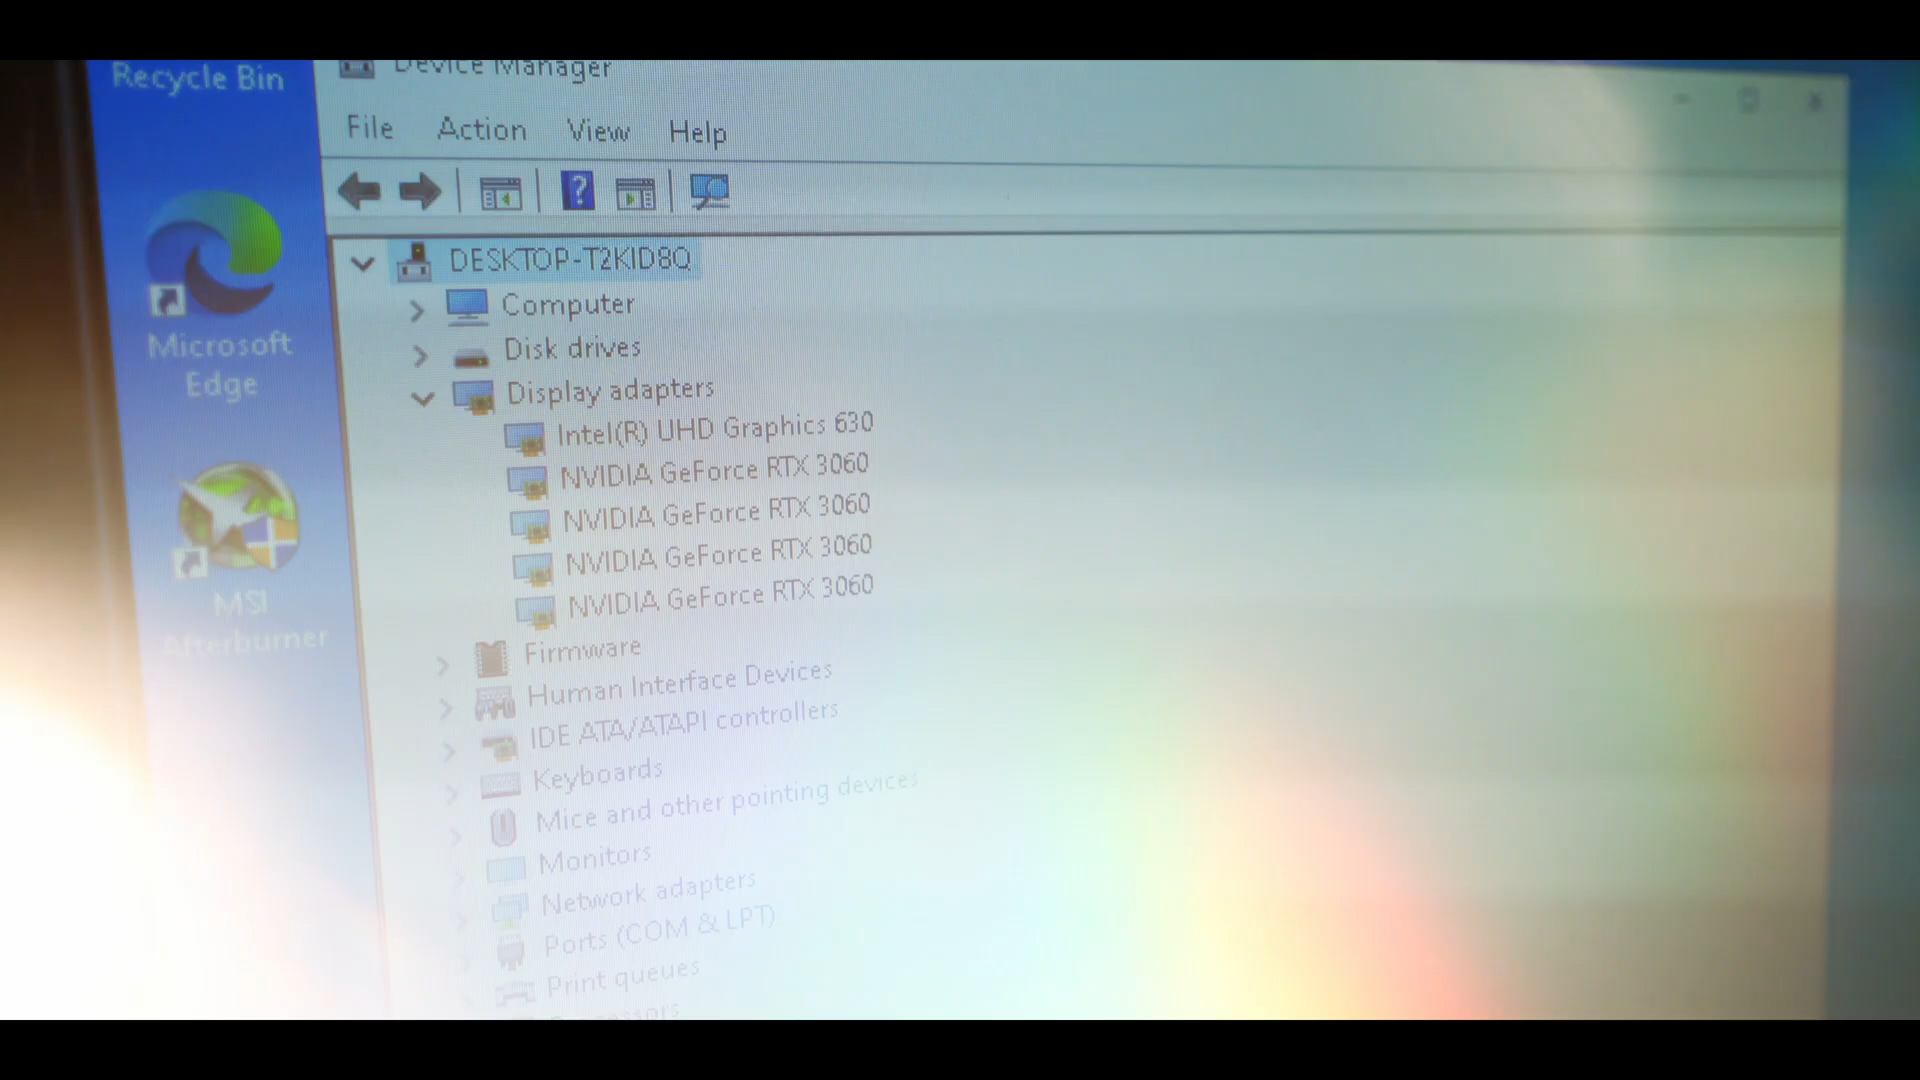 Recycle Bin
Device Manager
File Action View Help
Microsoft
Edge
MSI
Afterburner
DESKTOP-T2KID8Q
Computer
Disk drives
Display adapters
Intel(R) UHD Graphics 630
NVIDIA GeForce RTX 3060
NVIDIA GeForce RTX 3060
NVIDIA GeForce RTX 3060
NVIDIA GeForce RTX 3060
Firmware
Human Interface Devices
IDE ATA/ATAPI controllers
Keyboards
Mice and other pointing devices
Monitors
Network adapters
Ports (COM & LPT)
Print queues